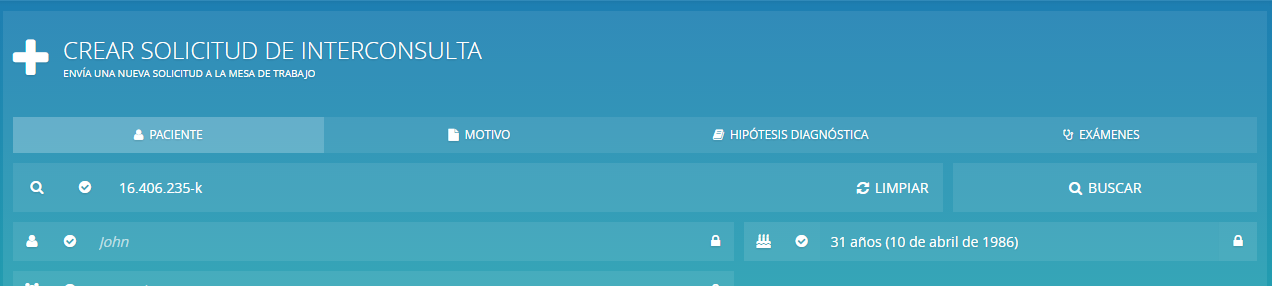 CREAR SOLICITUD DE INTERCONSULTA
ENVÍA UNA NUEVA SOLICITUD A LA MESA DE TRABAJO
PACIENTE MOTIVO HIPÓTESIS DIAGNÓSTICA EXÁMENES
16.406.235-k LIMPIAR BUSCAR
John 31 años (10 de abril de 1986)